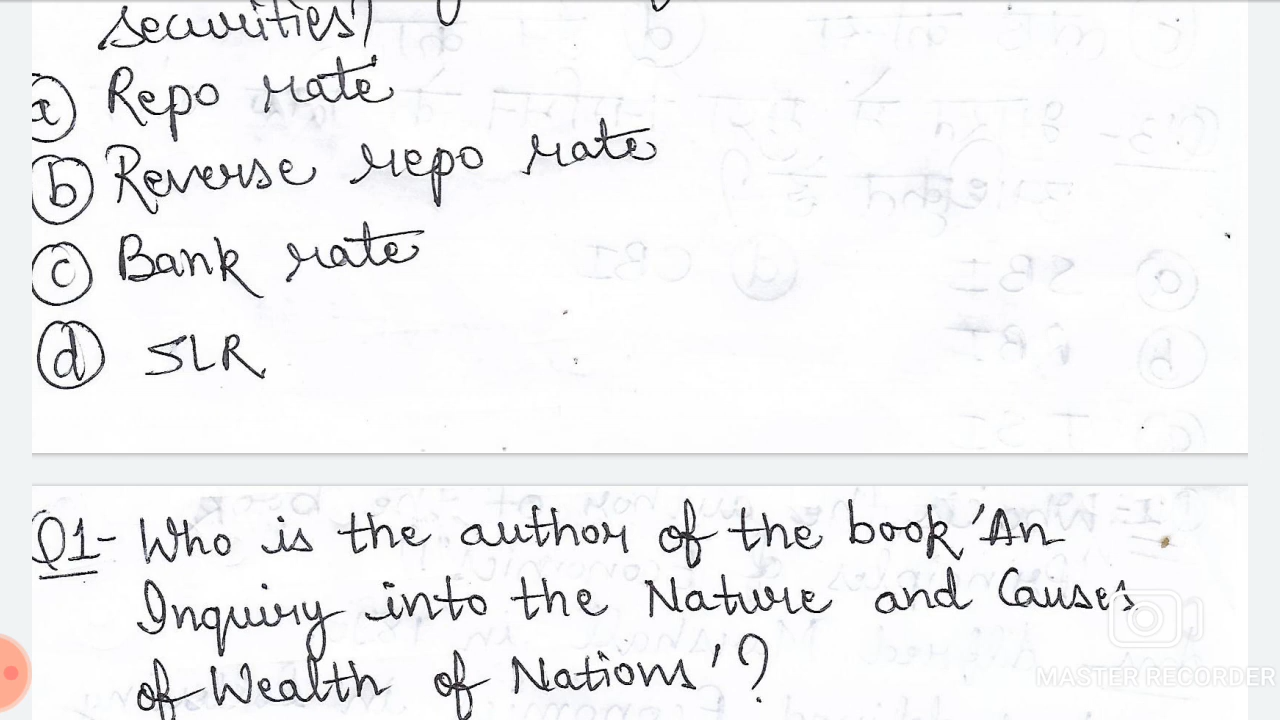 securities?
a Repo rate
b Reverse repo rate
c Bank rate
d SLR
Q1- Who is the author of the book 'An
Inquiry into the Nature and Causes
of Wealth of Nations'?
MASTER RECORDER